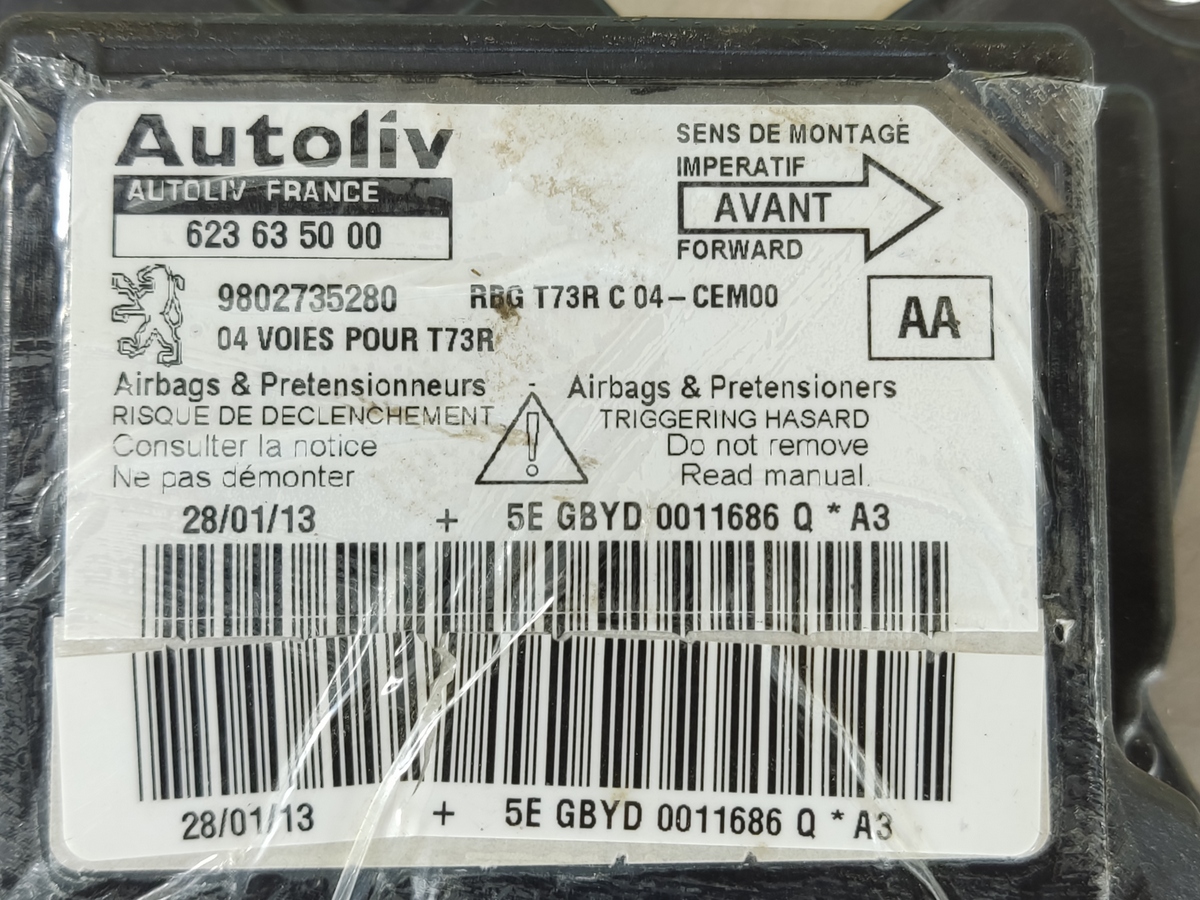 Autoliv
AUTOLIV FRANCE
623 63 50 00
SENS DE MONTAGE
IMPERATIF
AVANT
FORWARD
9802735280
RBG T73R C 04-CEM00
04 VOIES POUR T73R
AA
Airbags & Pretensionneurs - Airbags & Pretensioners
RISQUE DE DECLENCHEMENT
TRIGGERING HASARD
Consulter la notice
Do not remove
Ne pas démonter
Read manual.
28/01/13 + 5E GBYD 0011686 Q * A3
28/01/13 + 5E GBYD 0011686 Q * A3